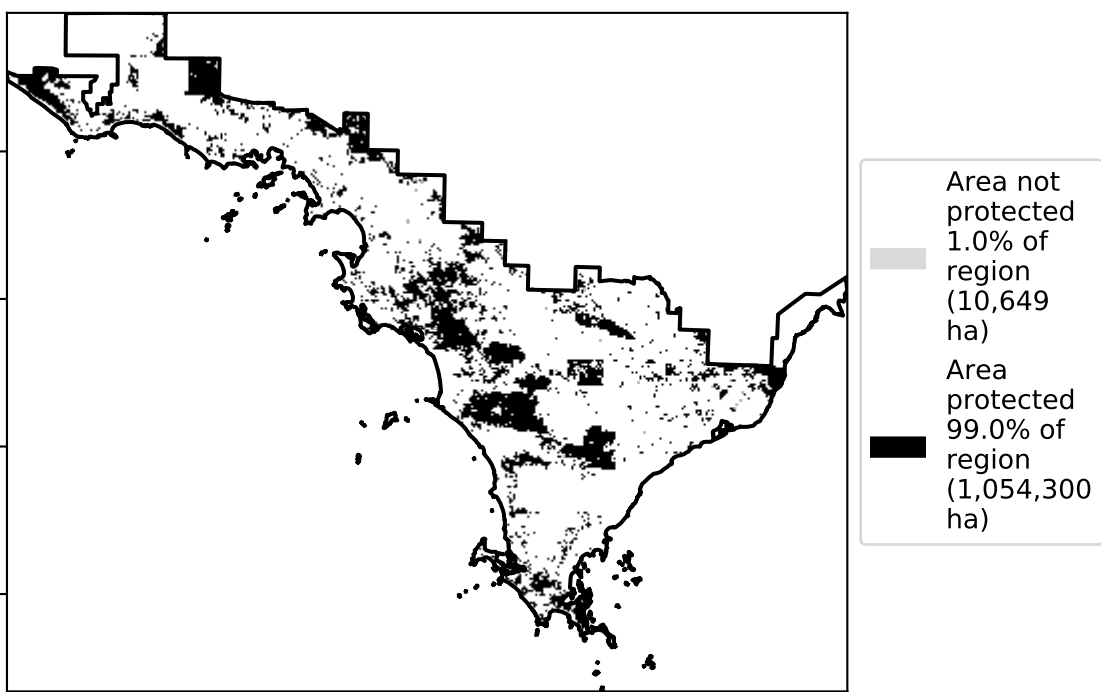 Area not
protected
1.0% of
region
(10,649
ha)
Area
protected
99.0% of
region
(1,054,300
ha)